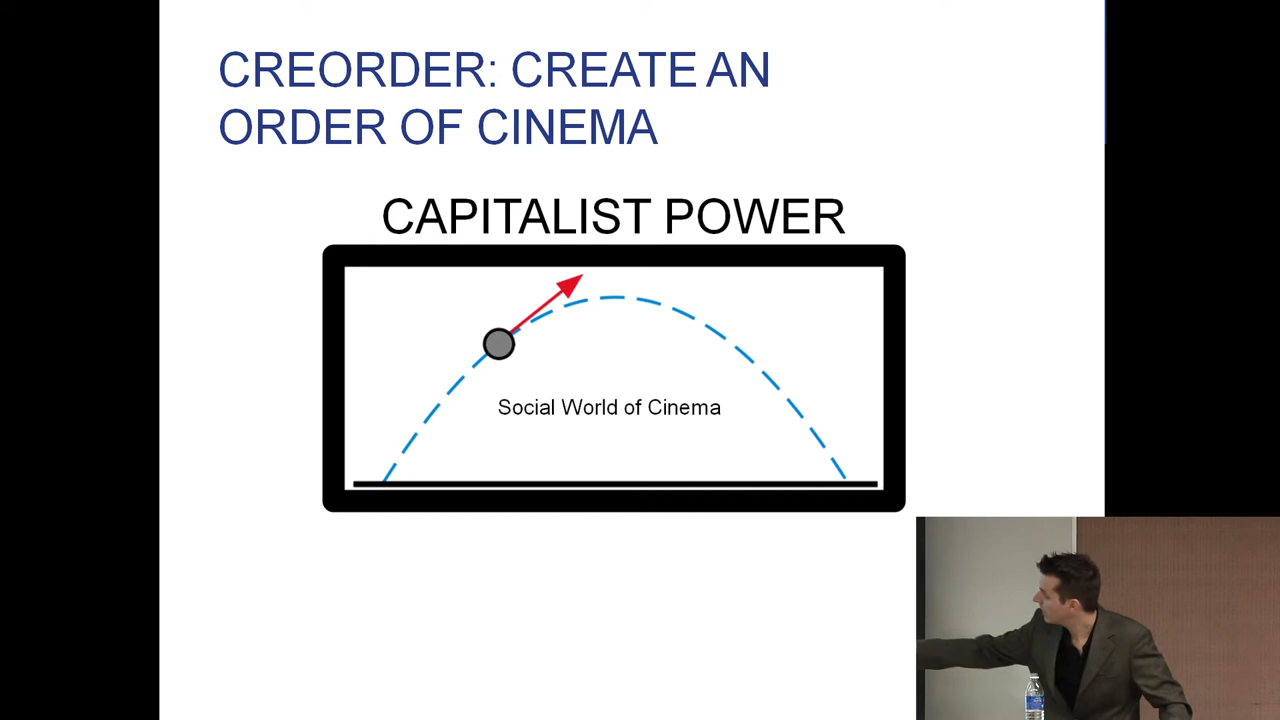 CREORDER: CREATE AN
ORDER OF CINEMA
CAPITALIST POWER
Social World of Cinema